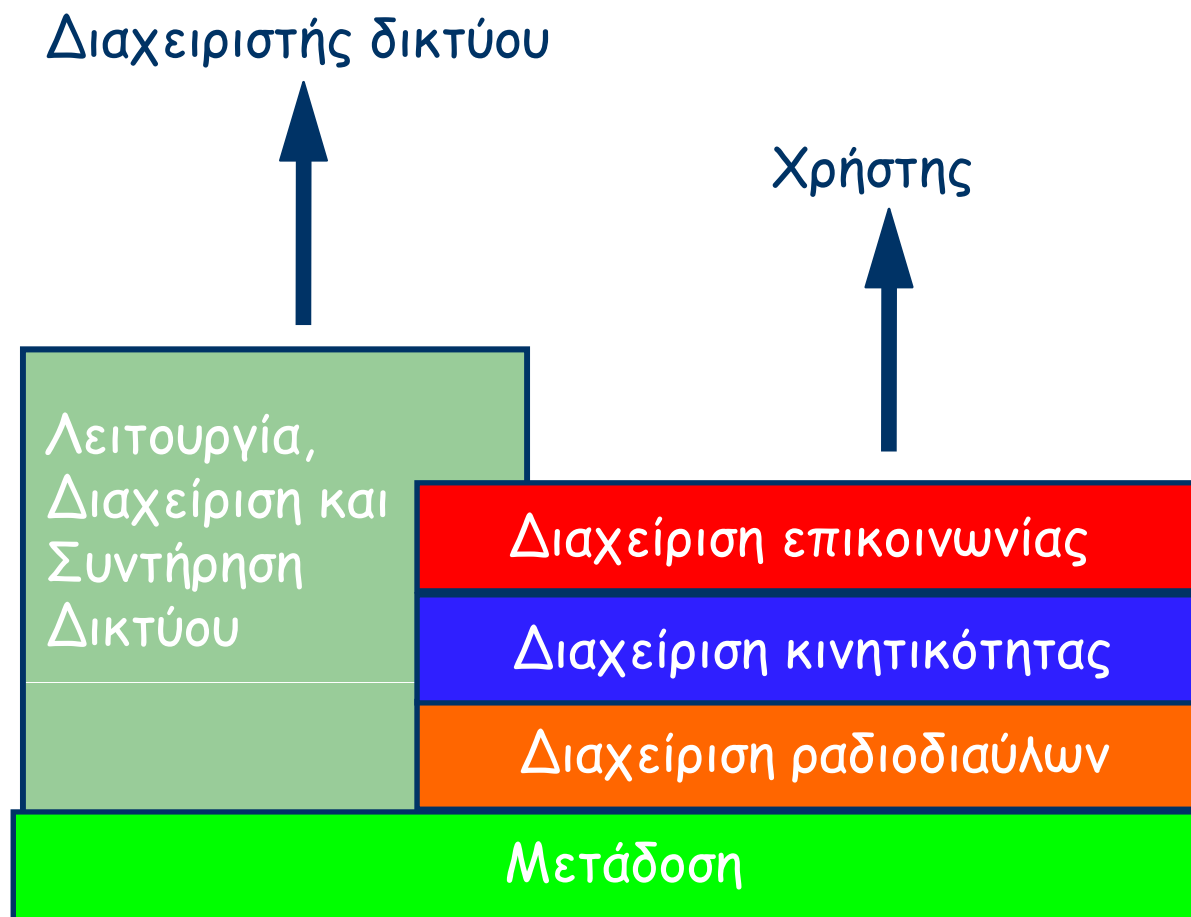 Διαχειριστής δικτύου
Χρήστης
Λειτουργία,
Διαχείριση και
Συντήρηση
Δικτύου
Διαχείριση επικοινωνίας
Διαχείριση κινητικότητας
Διαχείριση ραδιοδιαύλων
Μετάδοση